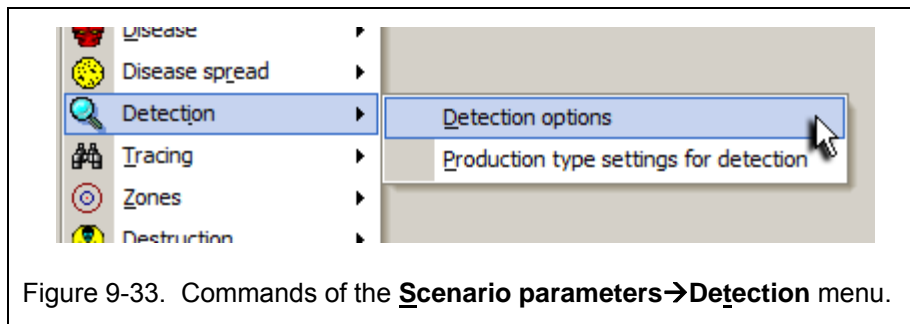 Disease
Disease spread
Detection
Detection options
Tracing
Production type settings for detection
Zones
Destruction
Figure 9-33. Commands of the Scenario parameters→Detection menu.